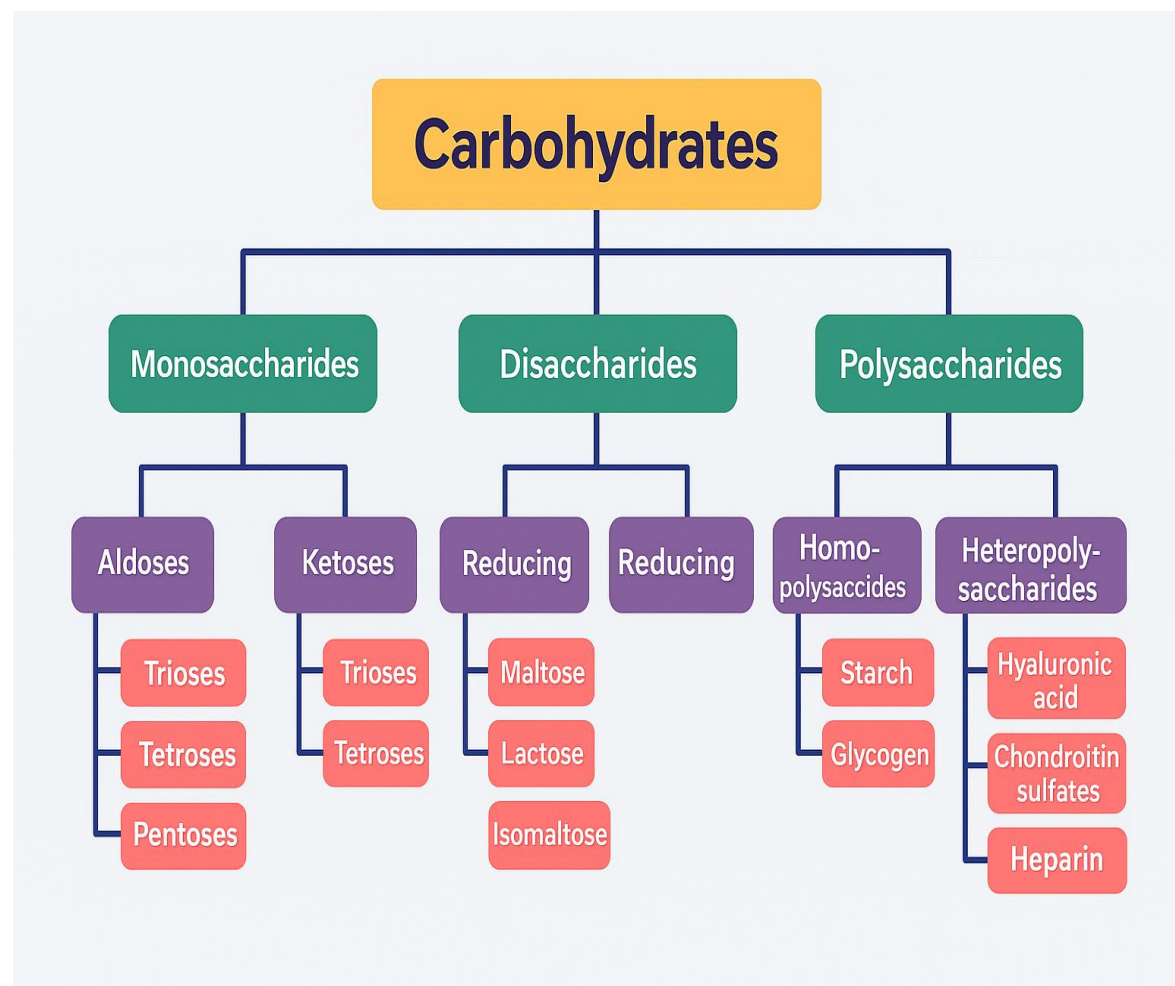 Carbohydrates
Monosaccharides
Disaccharides
Polysaccharides
Aldoses
Ketoses
Reducing
Reducing
Homo-
polysaccides
Heteropoly-
saccharides
Trioses
Tetroses
Pentoses
Trioses
Tetroses
Maltose
Lactose
Isomaltose
Starch
Glycogen
Hyaluronic
acid
Chondroitin
sulfates
Heparin